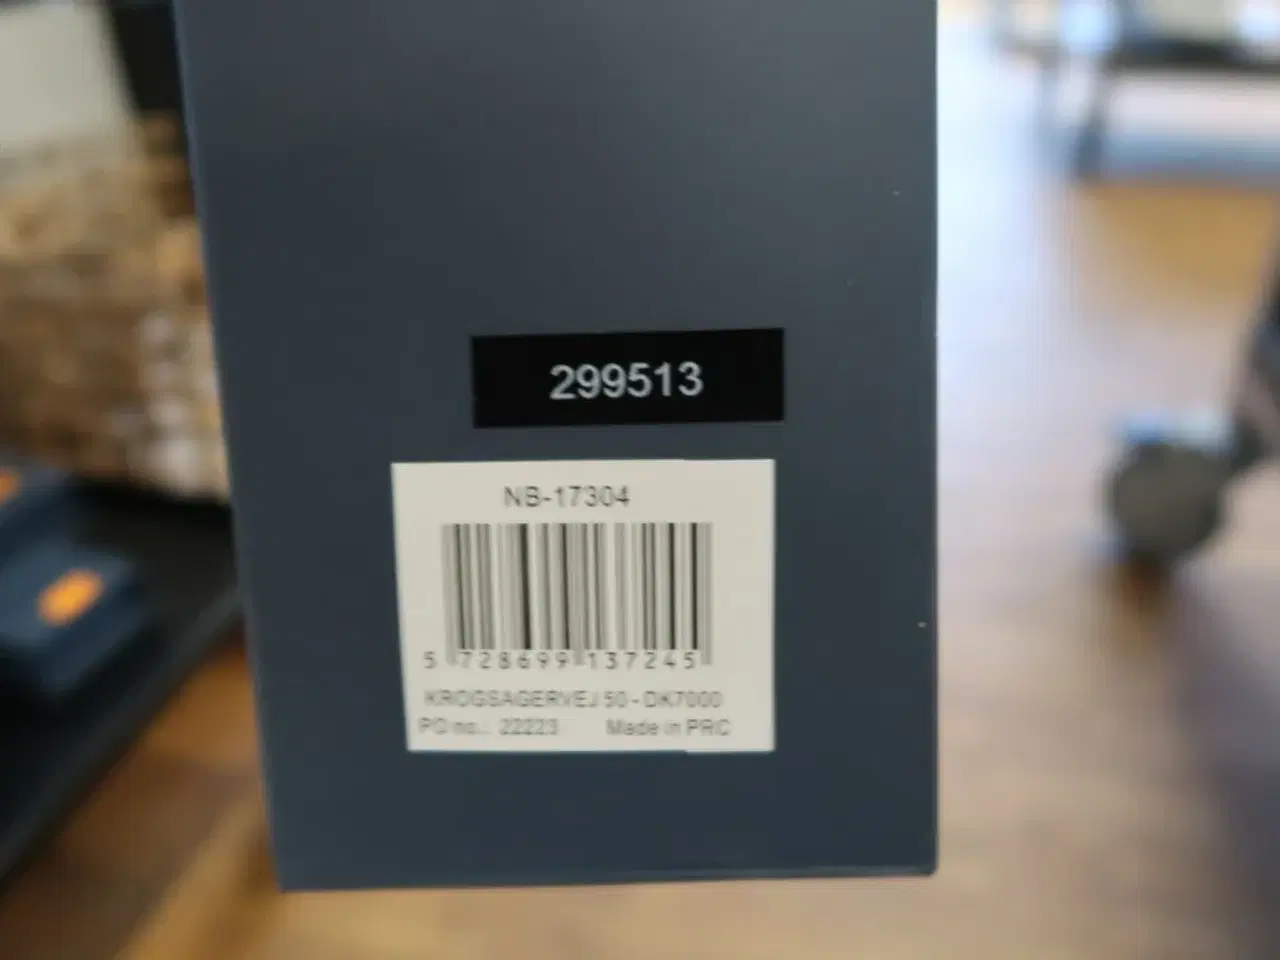 299513
NB-17304
5 728699 137245
KROGSAGERVEJ 50 - DK7000
PO no.: 22223 Made in PRC